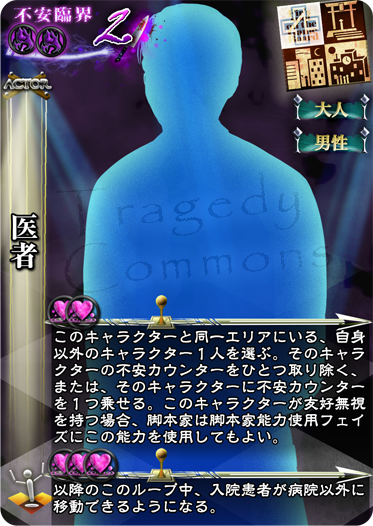 不安臨界
2
ACTOR
大人
男性
医者
Tragedy
Commons
このキャラクターと同一エリアにいる、自身
以外のキャラクター1人を選ぶ。そのキャラ
クターの不安カウンターをひとつ取り除く、
または、そのキャラクターに不安カウンター
を1つ乗せる。このキャラクターが友好無視
を持つ場合、脚本家は脚本家能力使用フェイ
ズにこの能力を使用してもよい。
以降のこのループ中、入院患者が病院以外に
移動できるようになる。